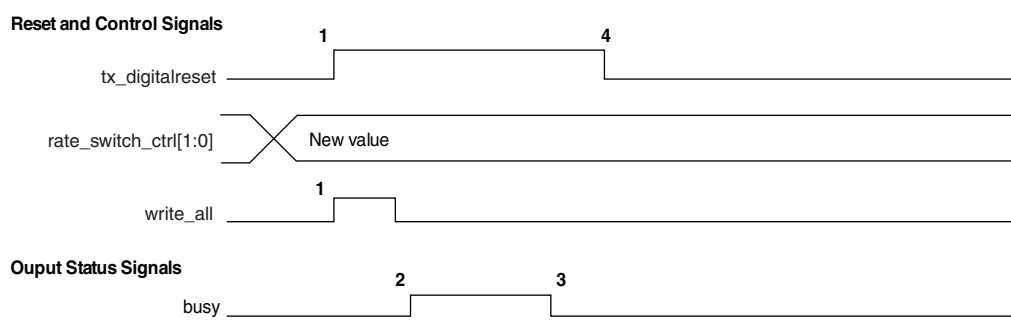 Reset and Control Signals
1
4
tx_digitalreset
rate_switch_ctrl[1:0]
New value
1
write_all
Ouput Status Signals
2
3
busy